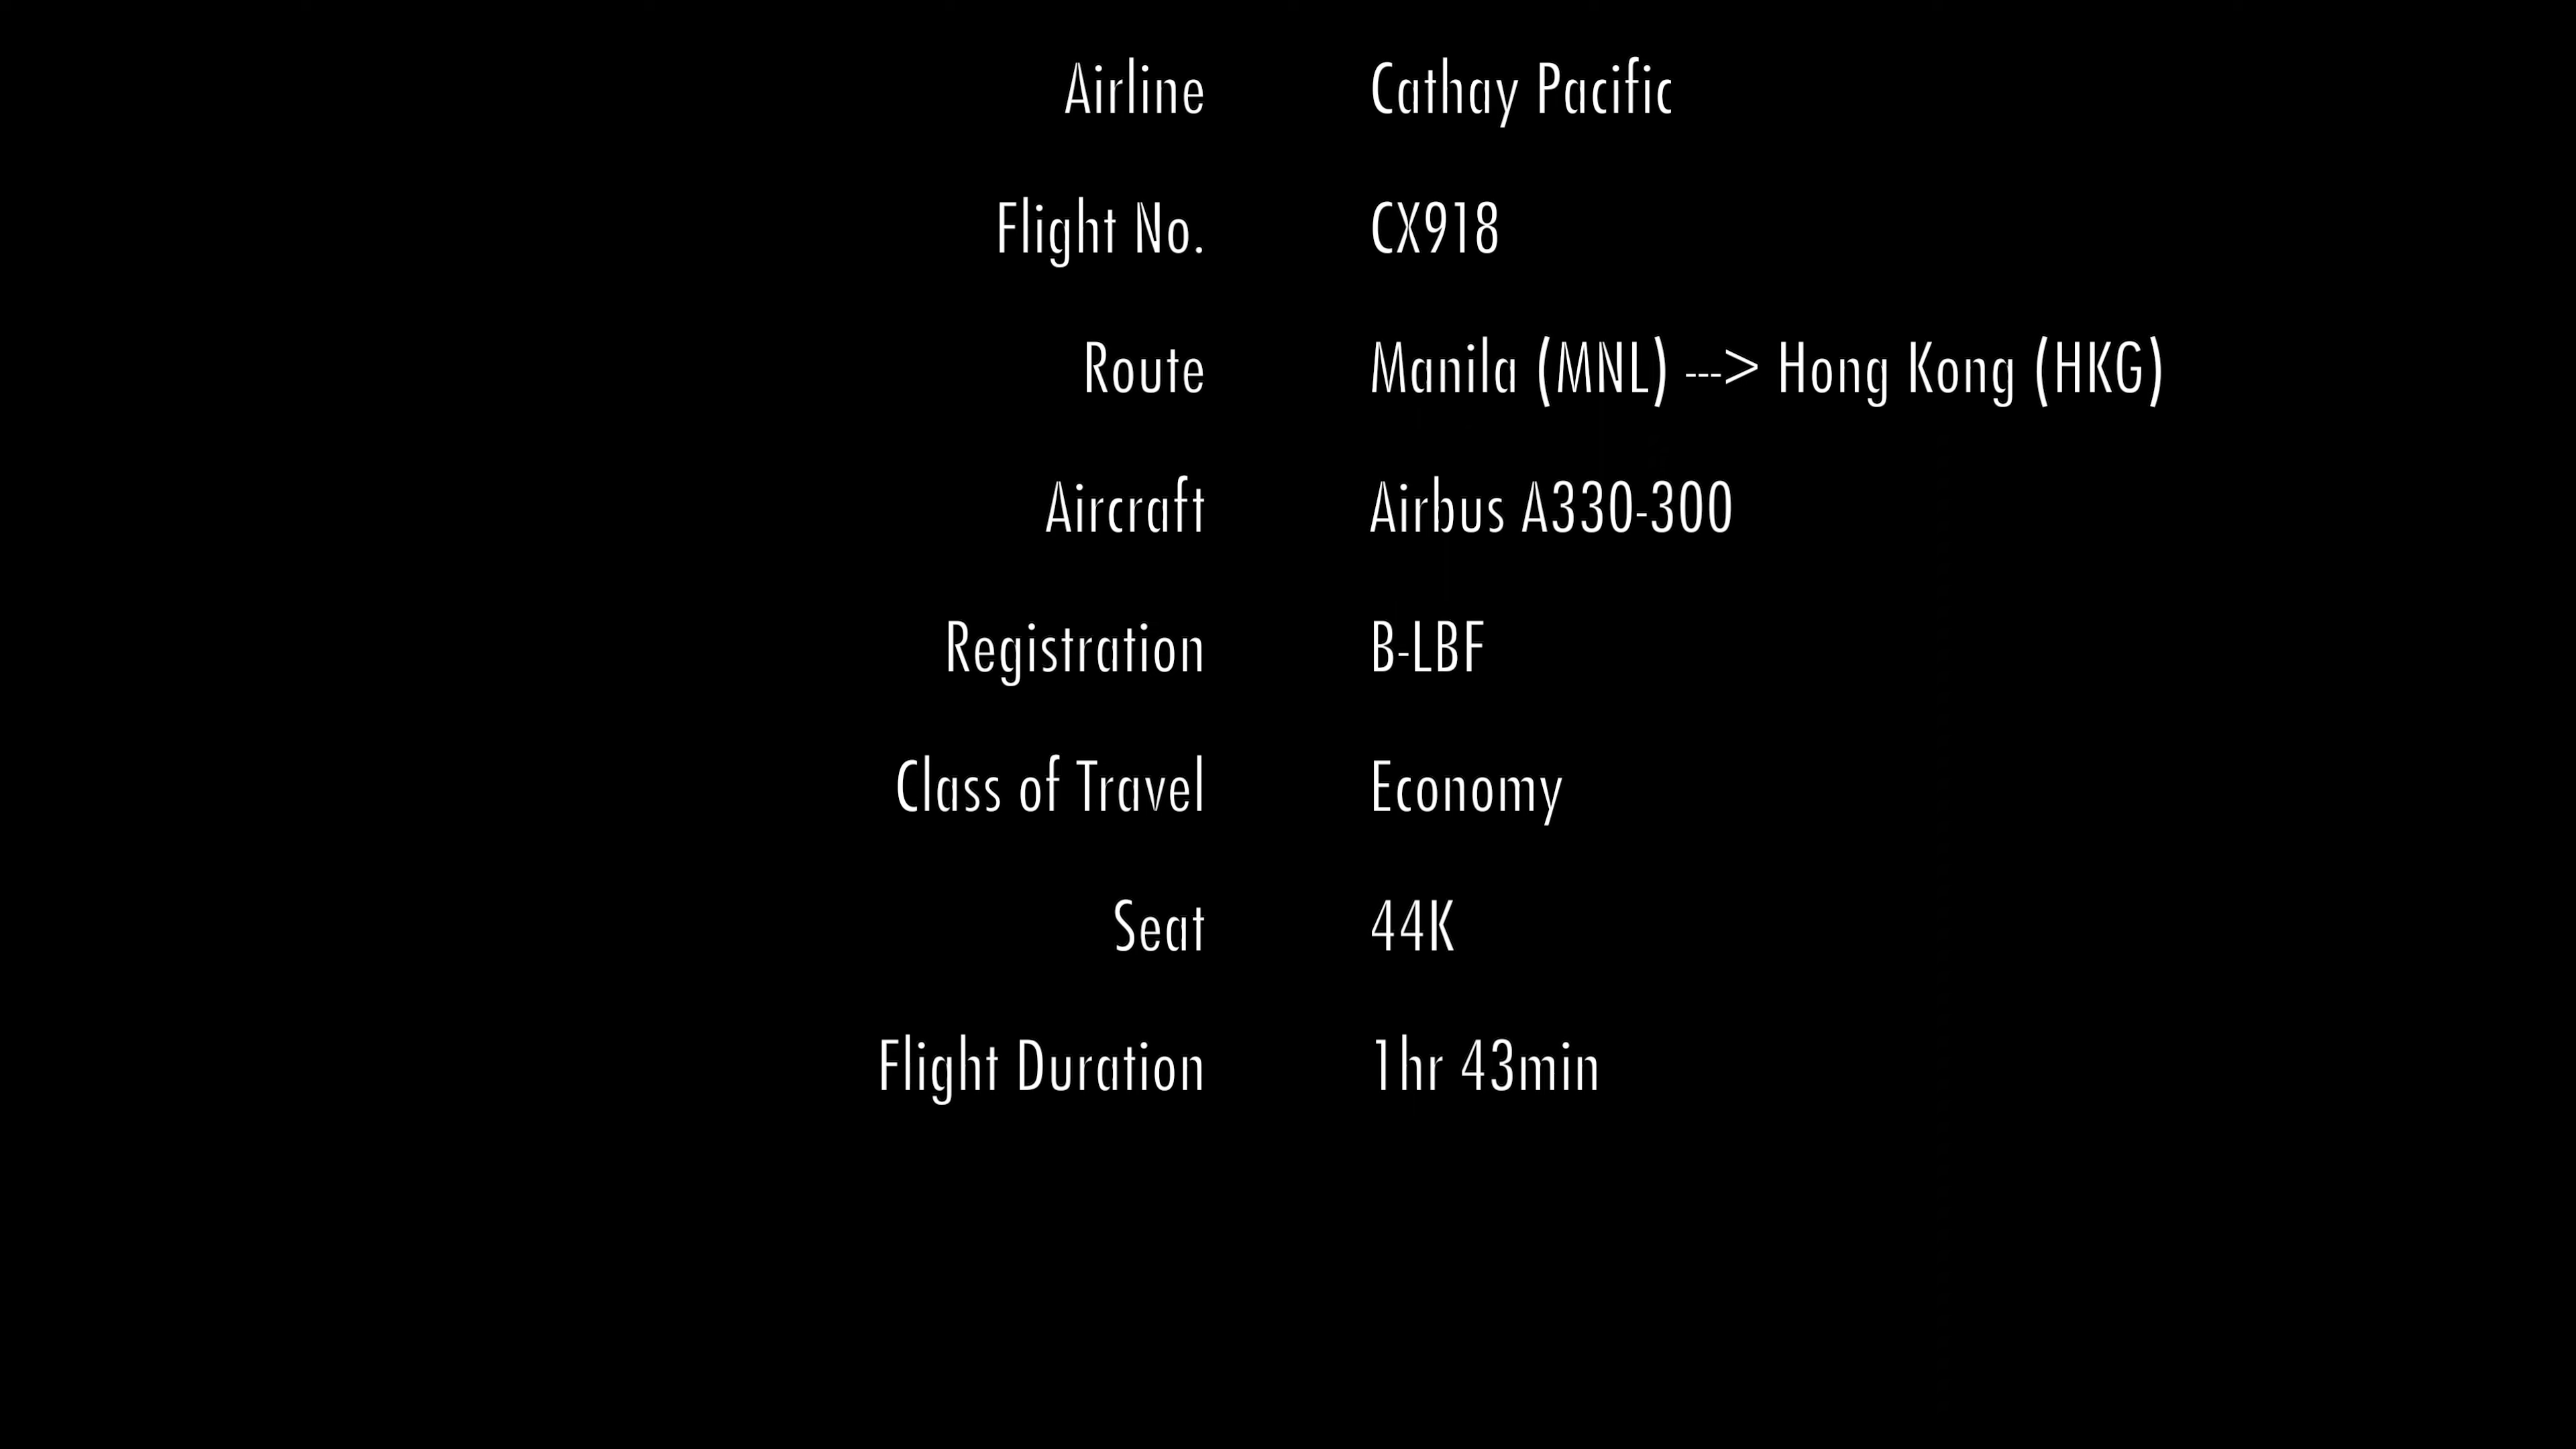 Airline Cathay Pacific
Flight No. CX918
Route Manila (MNL) ---> Hong Kong (HKG)
Aircraft Airbus A330-300
Registration B-LBF
Class of Travel Economy
Seat 44K
Flight Duration 1hr 43min